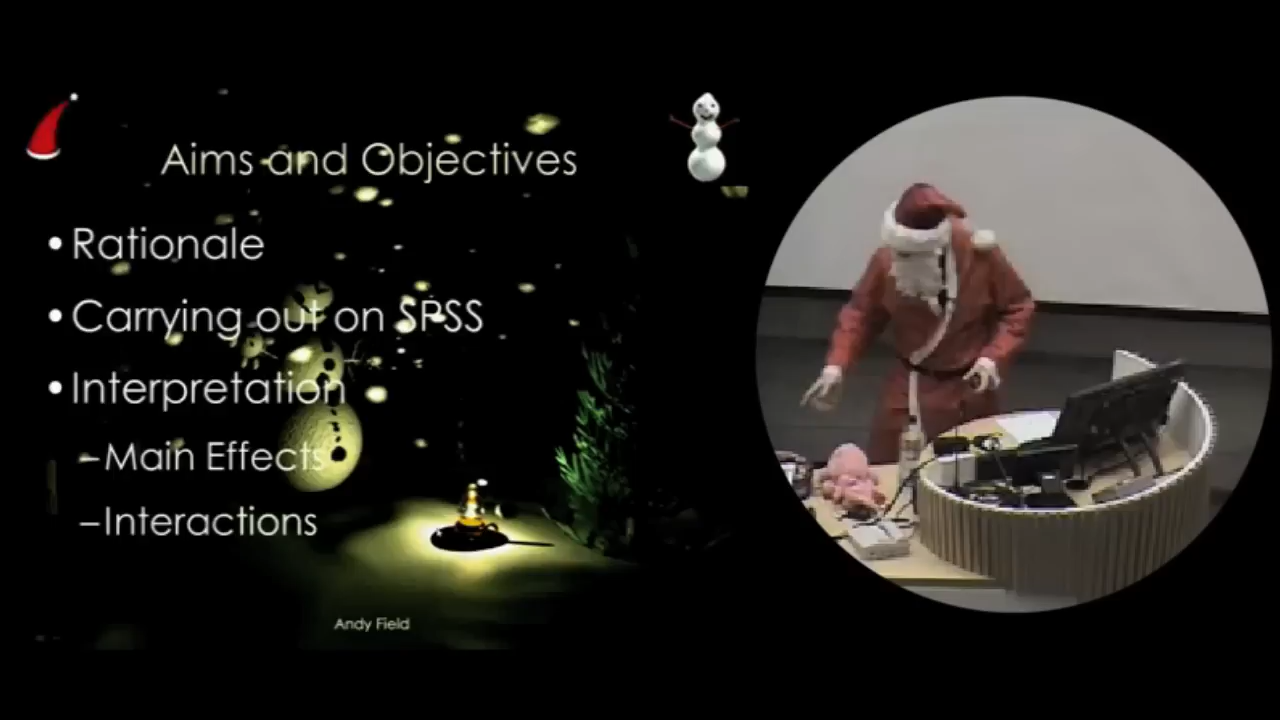 Aims and Objectives
• Rationale
• Carrying out on SPSS
• Interpretation
– Main Effects
– Interactions
Andy Field